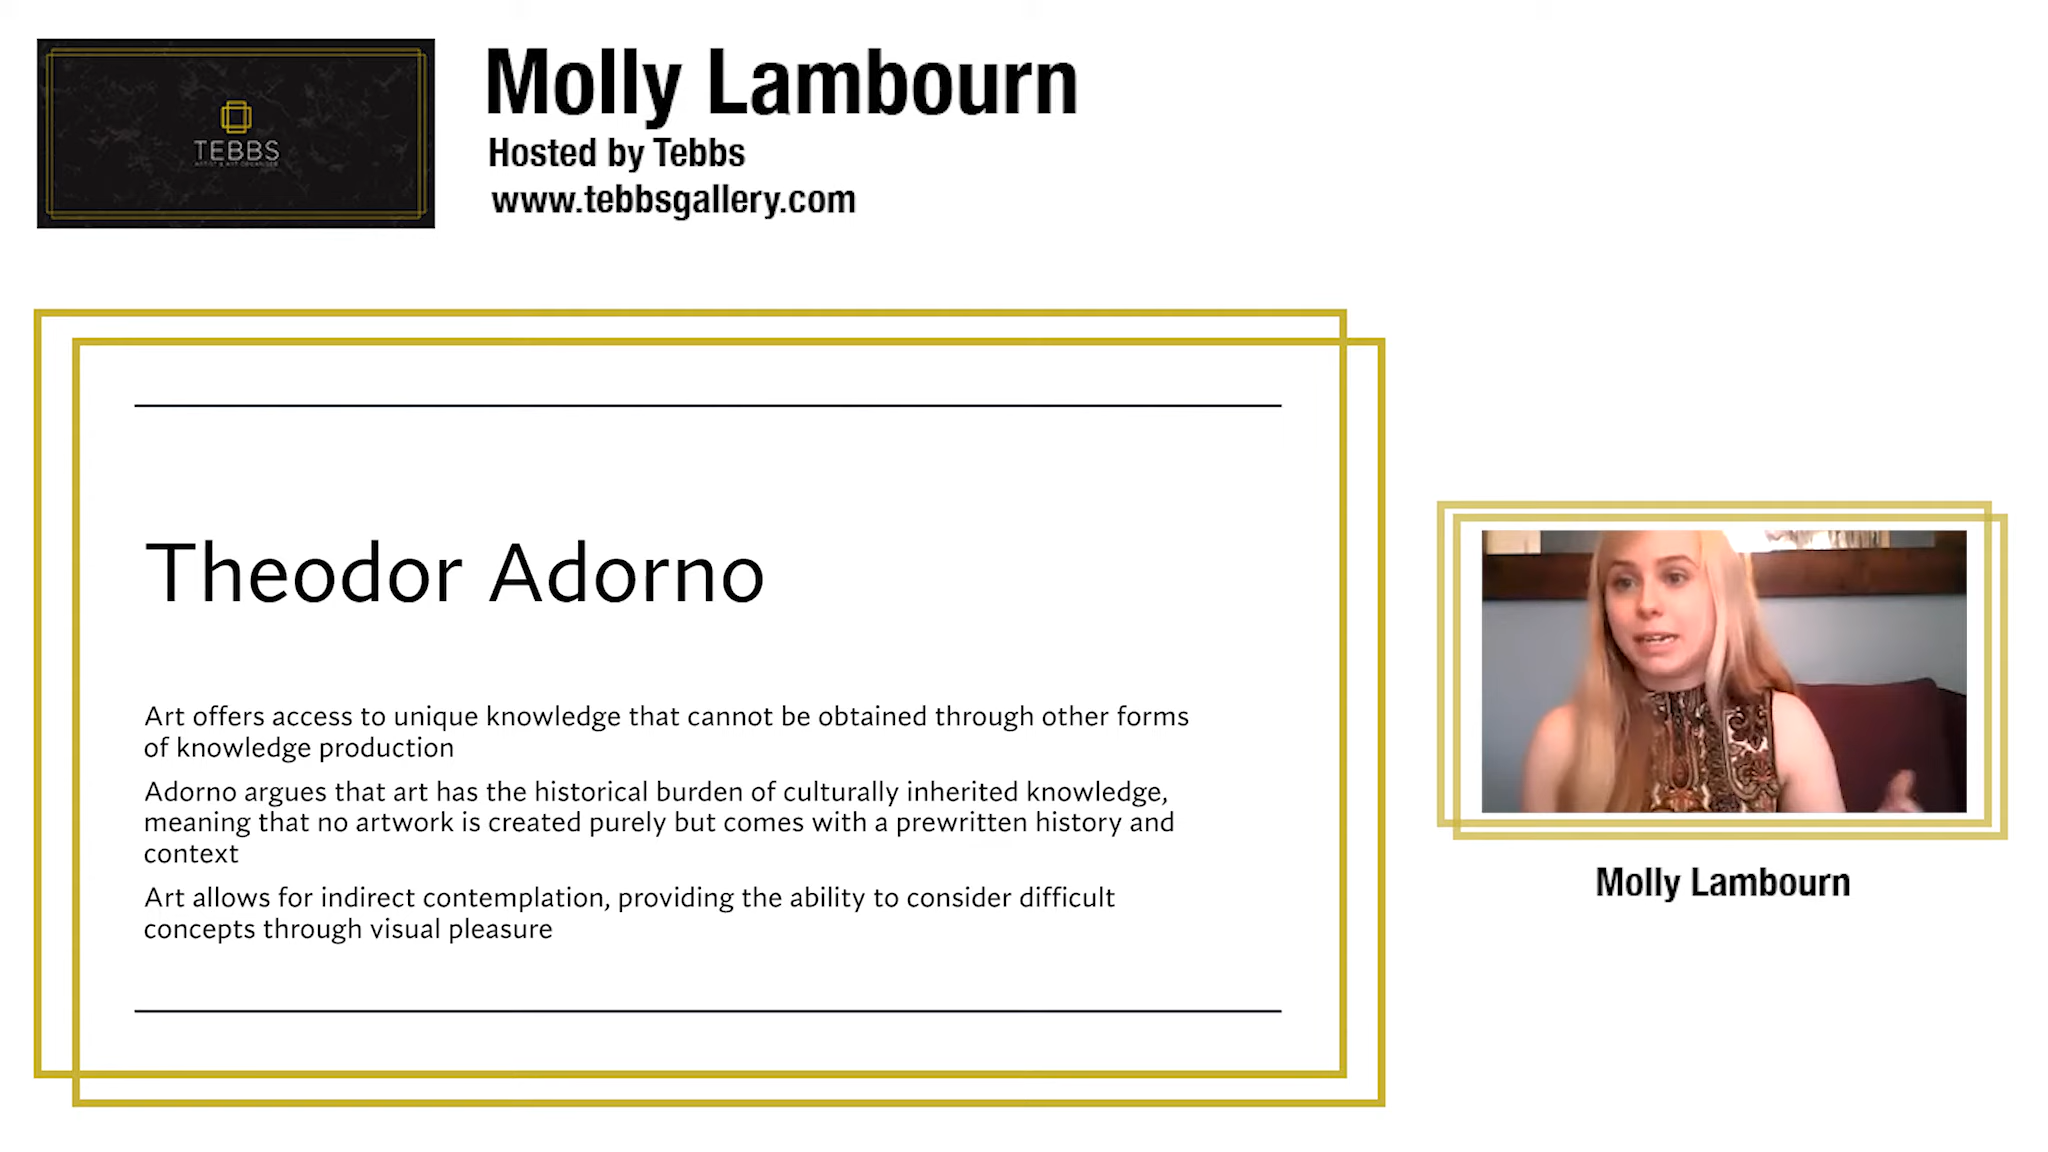 TEBBS
ARTIST & ART ORGANISER
Molly Lambourn
Hosted by Tebbs
www.tebbsgallery.com
Theodor Adorno
Art offers access to unique knowledge that cannot be obtained through other forms
of knowledge production
Adorno argues that art has the historical burden of culturally inherited knowledge,
meaning that no artwork is created purely but comes with a prewritten history and
context
Art allows for indirect contemplation, providing the ability to consider difficult
concepts through visual pleasure
Molly Lambourn